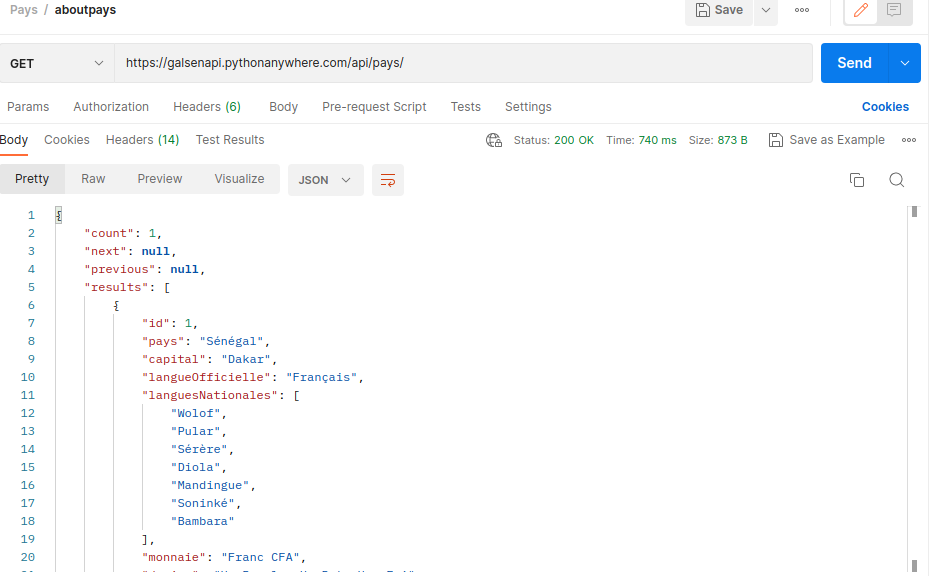 Pays / aboutpays Save
GET https://galsenapi.pythonanywhere.com/api/pays/ Send
Params Authorization Headers (6) Body Pre-request Script Tests Settings Cookies
Body Cookies Headers (14) Test Results Status: 200 OK Time: 740 ms Size: 873 B Save as Example
Pretty Raw Preview Visualize JSON
1 {
2 "count": 1,
3 "next": null,
4 "previous": null,
5 "results": [
6 {
7 "id": 1,
8 "pays": "Sénégal",
9 "capital": "Dakar",
10 "langueOfficielle": "Français",
11 "languesNationales": [
12 "Wolof",
13 "Pular",
14 "Sérère",
15 "Diola",
16 "Mandingue",
17 "Soninké",
18 "Bambara"
19 ],
20 "monnaie": "Franc CFA",